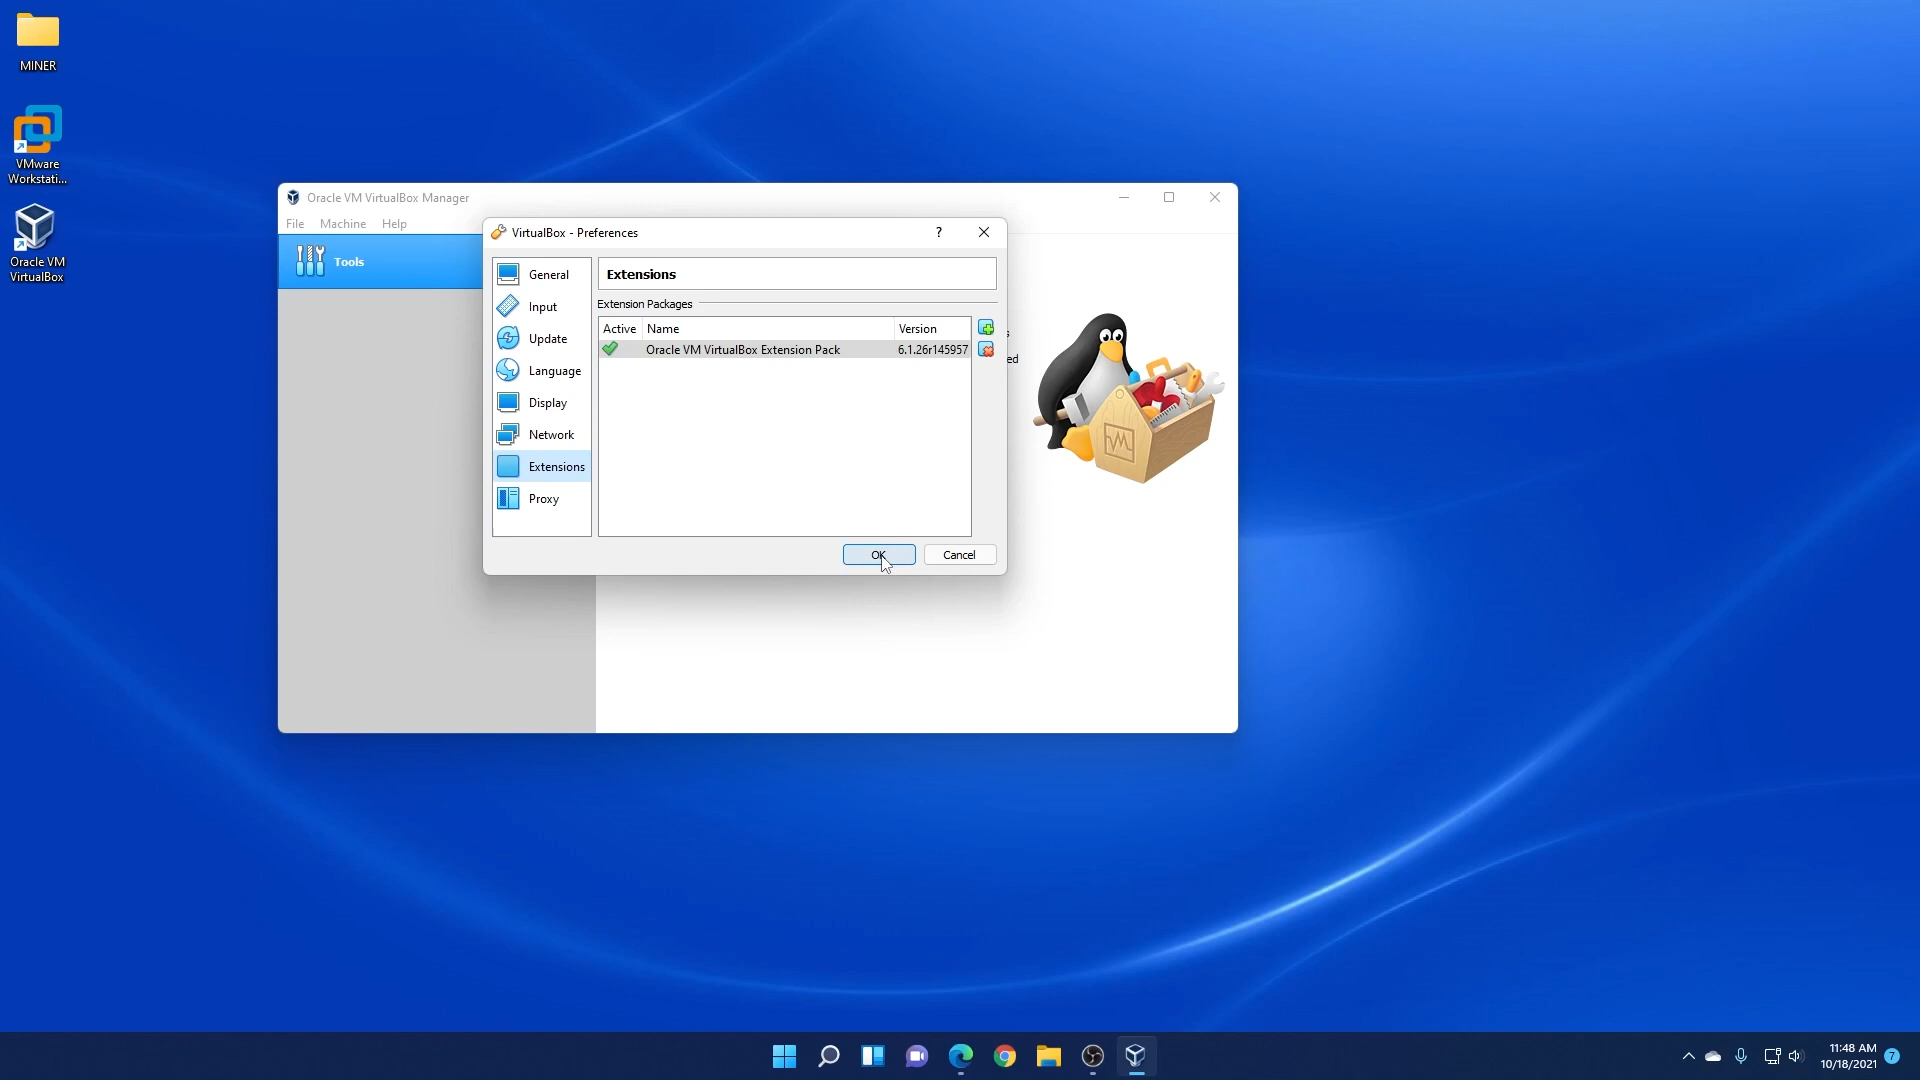 MINER
VMware
Workstati...
Oracle VM
VirtualBox
Oracle VM VirtualBox Manager
File Machine Help
Tools
VirtualBox - Preferences
?
General
Input
Update
Language
Display
Network
Extensions
Proxy
Extensions
Extension Packages
Active Name Version
Oracle VM VirtualBox Extension Pack 6.1.26r145957
s
ed
OK
Cancel
11:48 AM
10/18/2021
7